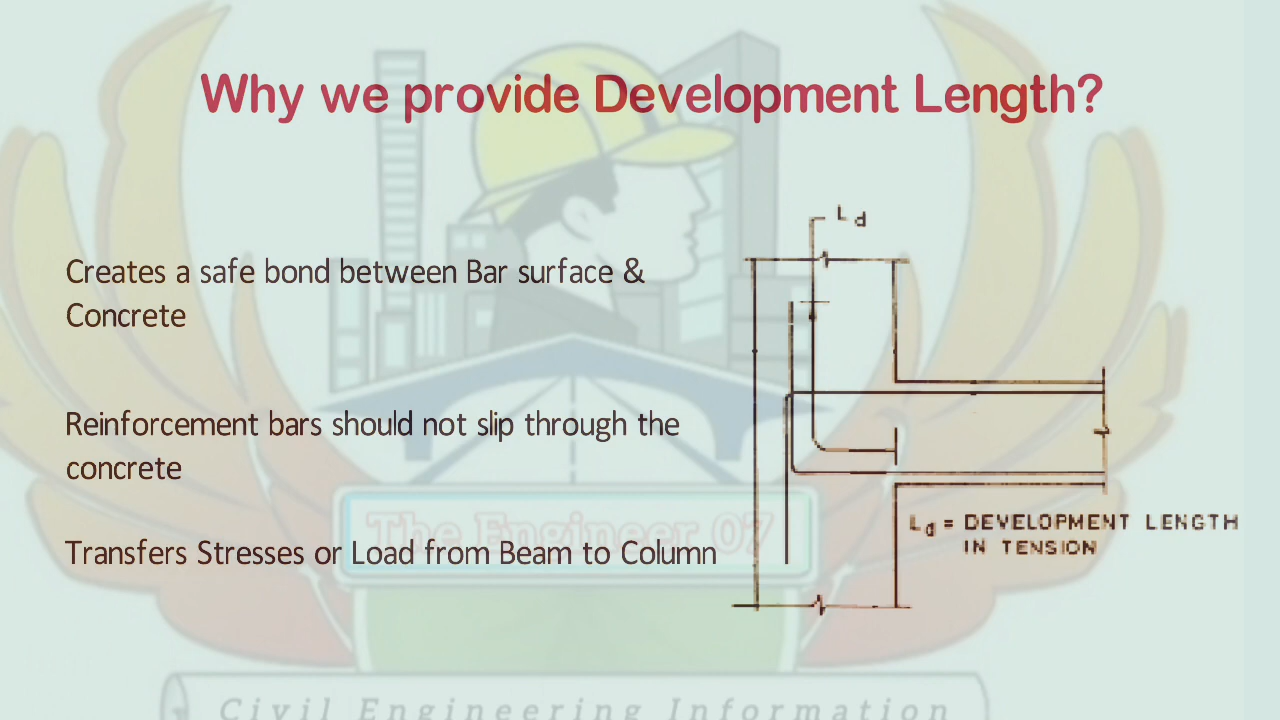 Why we provide Development Length?
Creates a safe bond between Bar surface &
Concrete
Reinforcement bars should not slip through the
concrete
The Engineer 07
Transfers Stresses or Load from Beam to Column
Ld
Ld = DEVELOPMENT LENGTH
IN TENSION
Civil Engineering Information